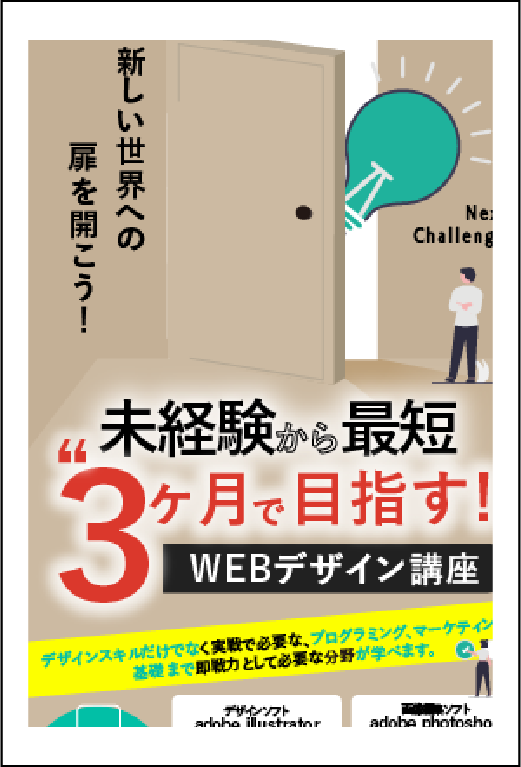 新しい世界への
扉を開こう!
Nex
Challeng
未経験から最短
“3ヶ月で目指す!
WEBデザイン講座
デザインスキルだけでなく実戦で必要な、プログラミング、マーケティン
基礎まで即戦力として必要な分野が学べます。
デザインソフト
adobe illustrator
ソフト
adobe photosho